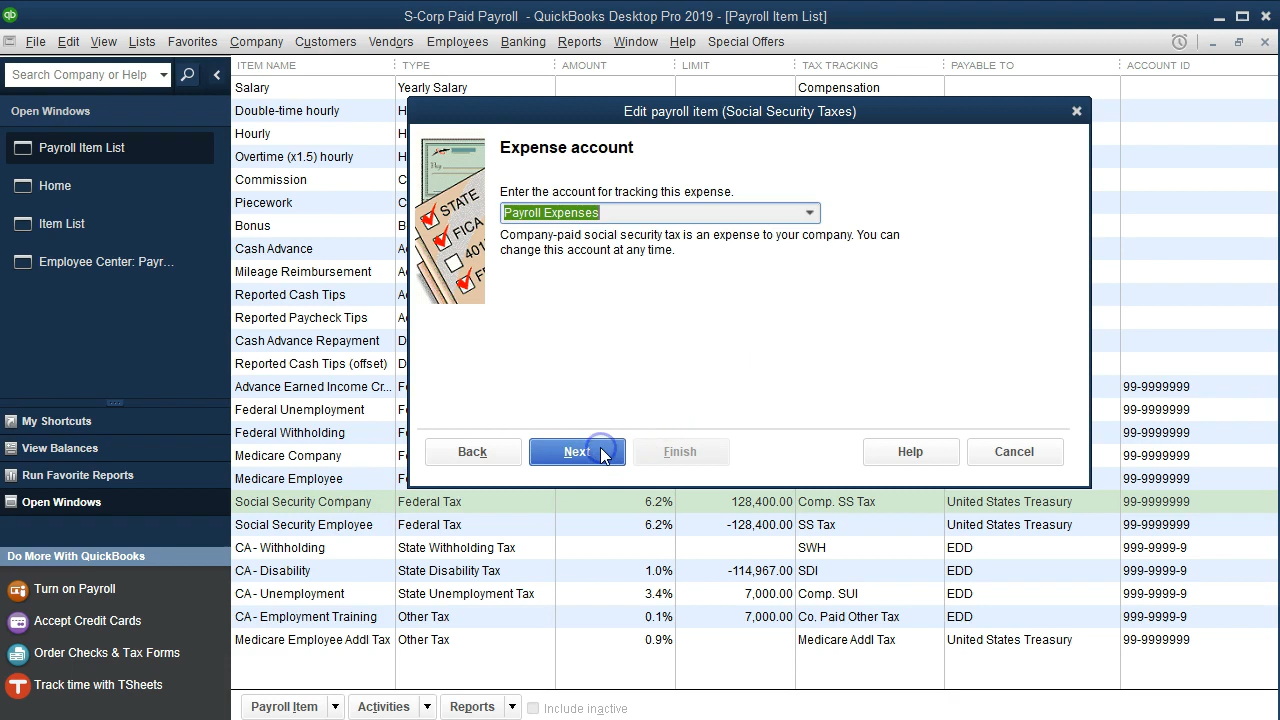 qb
S-Corp Paid Payroll - QuickBooks Desktop Pro 2019 - [Payroll Item List]
File Edit View Lists Favorites Company Customers Vendors Employees Banking Reports Window Help Special Offers
Search Company or Help
Open Windows
Payroll Item List
Home
Item List
Employee Center: Payr...
My Shortcuts
View Balances
Run Favorite Reports
Open Windows
Do More With QuickBooks
Turn on Payroll
Accept Credit Cards
Order Checks & Tax Forms
T Track time with TSheets
ITEM NAME TYPE AMOUNT LIMIT TAX TRACKING PAYABLE TO ACCOUNT ID
Salary Yearly Salary Compensation
Double-time hourly H
Hourly H
Overtime (x1.5) hourly H
Commission C
Piecework C
Bonus C
Cash Advance A
Mileage Reimbursement A
Reported Cash Tips A
Reported Paycheck Tips A
Cash Advance Repayment D
Reported Cash Tips (offset) D
Advance Earned Income Cr... Fe 99-9999999
Federal Unemployment Fe 99-9999999
Federal Withholding Fe 99-9999999
Medicare Company Fe 99-9999999
Medicare Employee Fe 99-9999999
Social Security Company Federal Tax 6.2% 128,400.00 Comp. SS Tax United States Treasury 99-9999999
Social Security Employee Federal Tax 6.2% -128,400.00 SS Tax United States Treasury 99-9999999
CA - Withholding State Withholding Tax SWH EDD 999-9999-9
CA - Disability State Disability Tax 1.0% -114,967.00 SDI EDD 999-9999-9
CA - Unemployment State Unemployment Tax 3.4% 7,000.00 Comp. SUI EDD 999-9999-9
CA - Employment Training Other Tax 0.1% 7,000.00 Co. Paid Other Tax EDD 999-9999-9
Medicare Employee Addl Tax Other Tax 0.9% Medicare Addl Tax United States Treasury 99-9999999
Edit payroll item (Social Security Taxes)
STATE
FICA
401
Expense account
Enter the account for tracking this expense.
Payroll Expenses
Company-paid social security tax is an expense to your company. You can
change this account at any time.
Back Next Finish Help Cancel
Payroll Item Activities Reports Include inactive